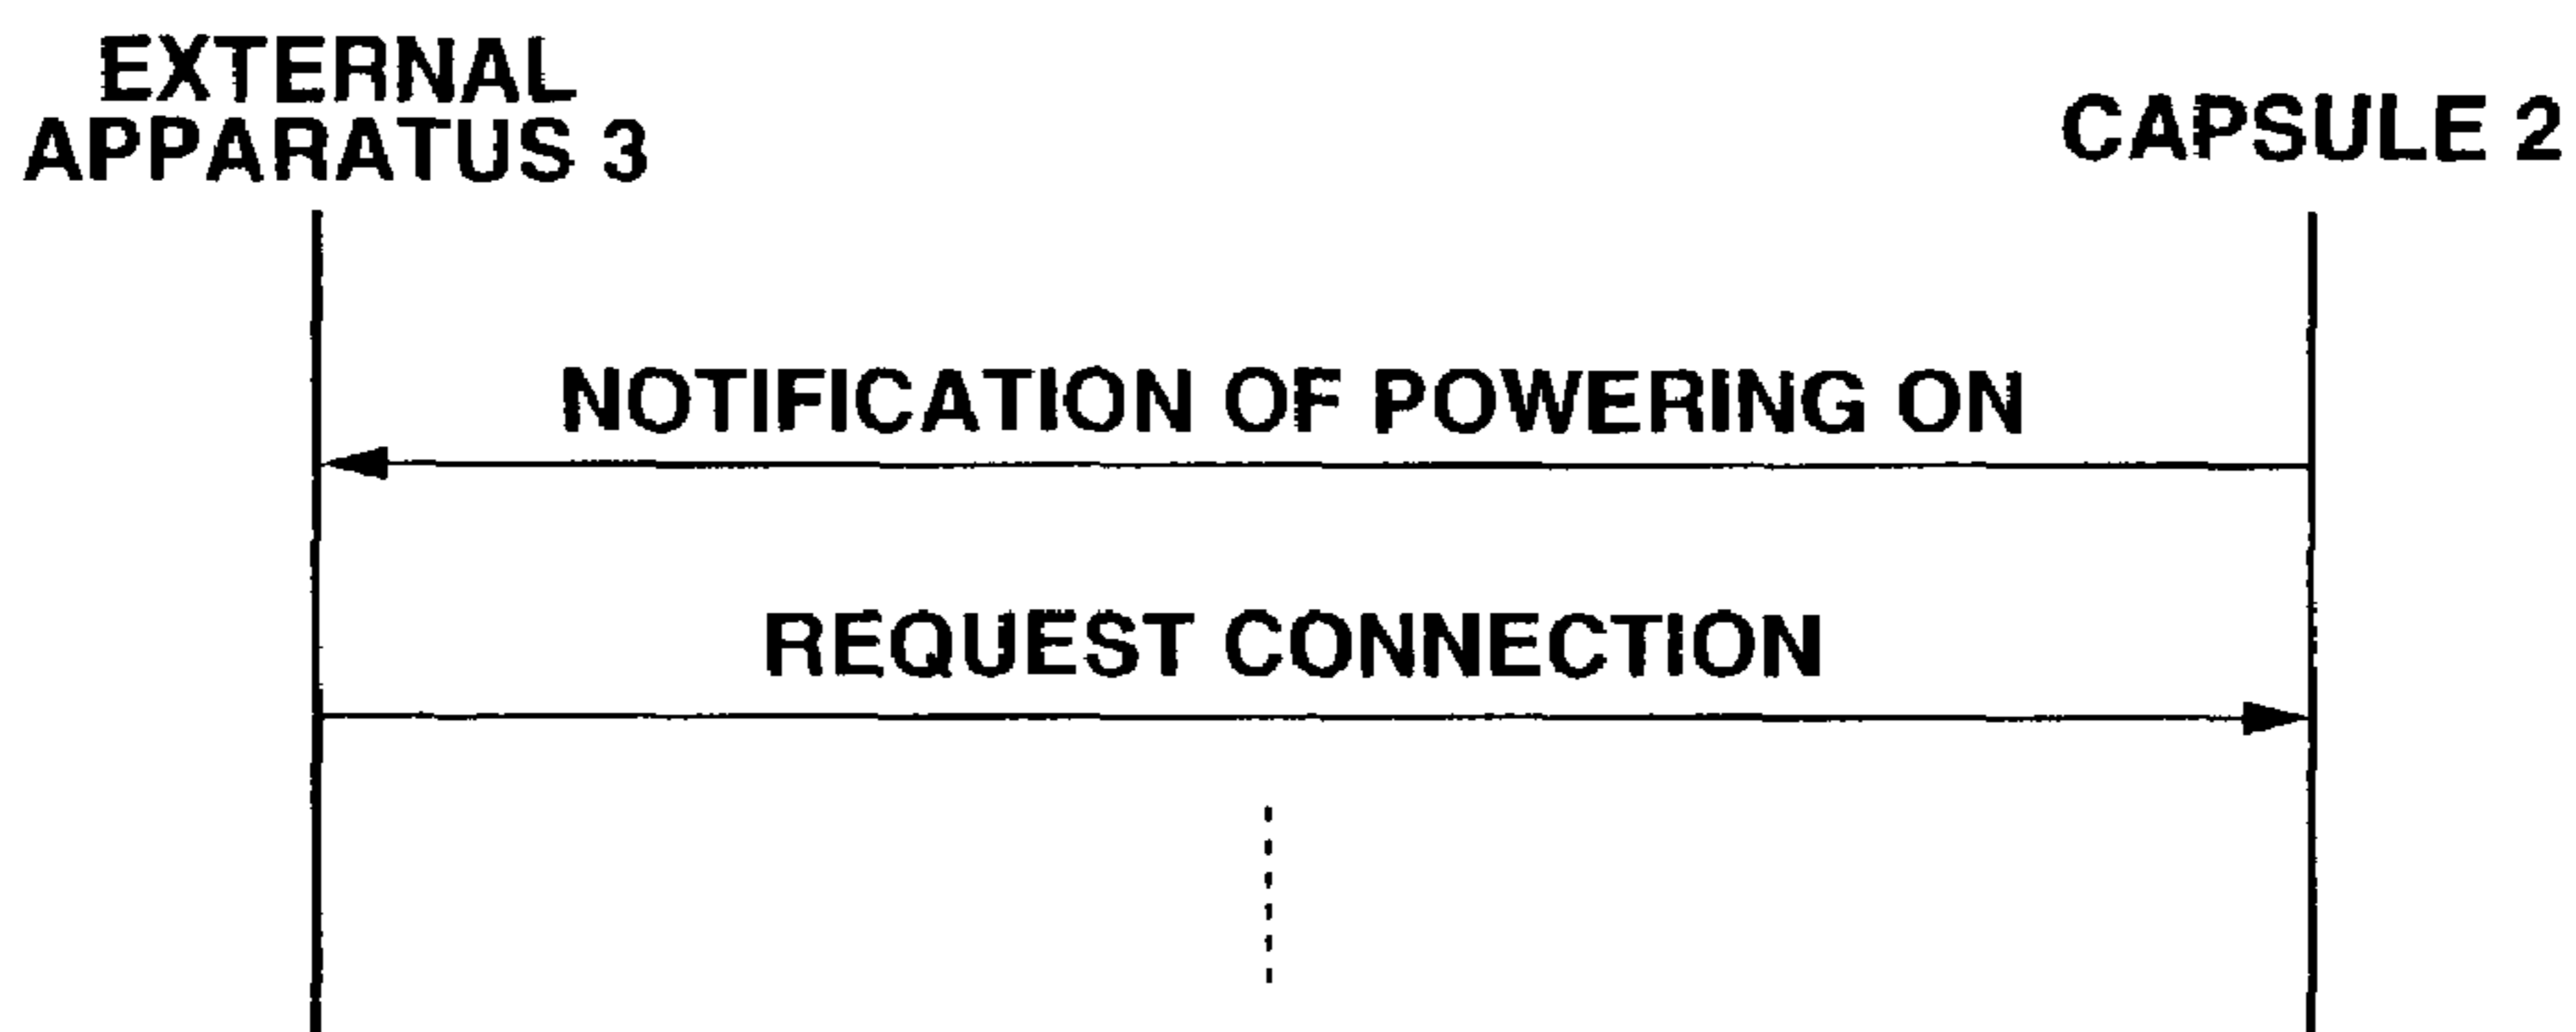 EXTERNAL
APPARATUS 3
CAPSULE 2
NOTIFICATION OF POWERING ON
REQUEST CONNECTION